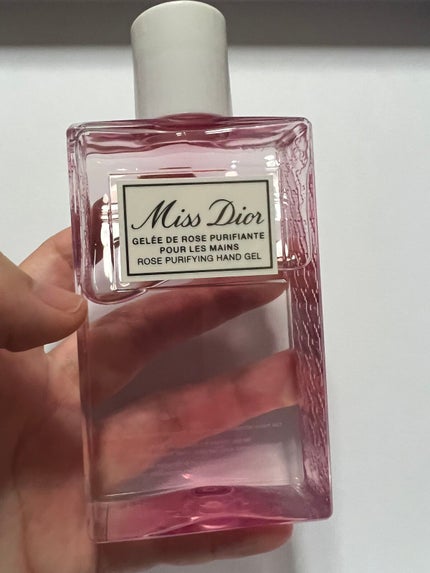 Miss Dior
GELÉE DE ROSE PURIFIANTE
POUR LES MAINS
ROSE PURIFYING HAND GEL